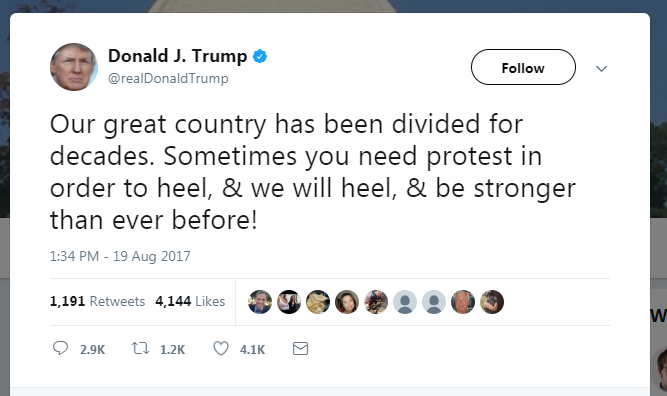 Donald J. Trump
@realDonaldTrump
Follow
Our great country has been divided for
decades. Sometimes you need protest in
order to heel, & we will heel, & be stronger
than ever before!
1:34 PM - 19 Aug 2017
1,191 Retweets 4,144 Likes
2.9K 1.2K 4.1K
W